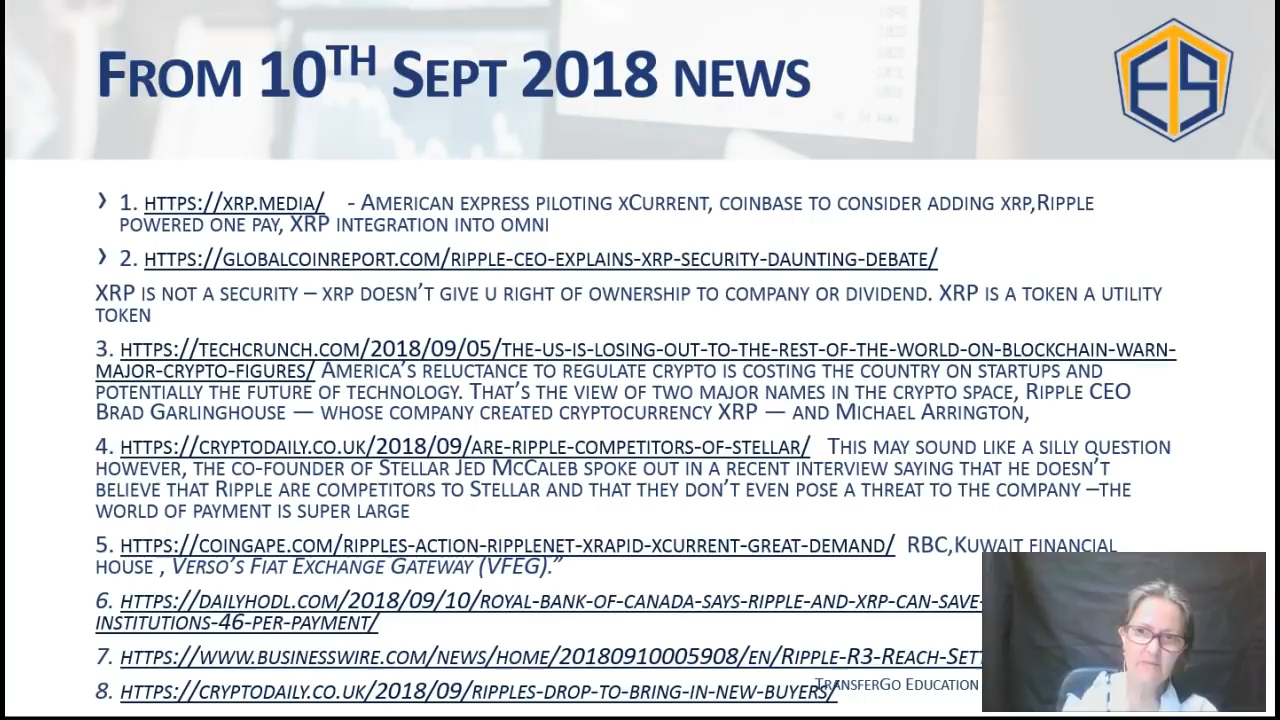 FROM 10TH SEPT 2018 NEWS
ES
› 1. HTTPS://XRP.MEDIA/ - AMERICAN EXPRESS PILOTING XCURRENT, COINBASE TO CONSIDER ADDING XRP,RIPPLE
POWERED ONE PAY, XRP INTEGRATION INTO OMNI
› 2. HTTPS://GLOBALCOINREPORT.COM/RIPPLE-CEO-EXPLAINS-XRP-SECURITY-DAUNTING-DEBATE/
XRP IS NOT A SECURITY – XRP DOESN'T GIVE U RIGHT OF OWNERSHIP TO COMPANY OR DIVIDEND. XRP IS A TOKEN A UTILITY
TOKEN
3. HTTPS://TECHCRUNCH.COM/2018/09/05/THE-US-IS-LOSING-OUT-TO-THE-REST-OF-THE-WORLD-ON-BLOCKCHAIN-WARN-
MAJOR-CRYPTO-FIGURES/ AMERICA'S RELUCTANCE TO REGULATE CRYPTO IS COSTING THE COUNTRY ON STARTUPS AND
POTENTIALLY THE FUTURE OF TECHNOLOGY. THAT'S THE VIEW OF TWO MAJOR NAMES IN THE CRYPTO SPACE, RIPPLE CEO
BRAD GARLINGHOUSE — WHOSE COMPANY CREATED CRYPTOCURRENCY XRP — AND MICHAEL ARRINGTON,
4. HTTPS://CRYPTODAILY.CO.UK/2018/09/ARE-RIPPLE-COMPETITORS-OF-STELLAR/ THIS MAY SOUND LIKE A SILLY QUESTION
HOWEVER, THE CO-FOUNDER OF STELLAR JED MCCALEB SPOKE OUT IN A RECENT INTERVIEW SAYING THAT HE DOESN'T
BELIEVE THAT RIPPLE ARE COMPETITORS TO STELLAR AND THAT THEY DON'T EVEN POSE A THREAT TO THE COMPANY –THE
WORLD OF PAYMENT IS SUPER LARGE
5. HTTPS://COINGAPE.COM/RIPPLES-ACTION-RIPPLENET-XRAPID-XCURRENT-GREAT-DEMAND/ RBC,KUWAIT FINANCIAL
HOUSE , VERSO'S FIAT EXCHANGE GATEWAY (VFEG)."
6. HTTPS://DAILYHODL.COM/2018/09/10/ROYAL-BANK-OF-CANADA-SAYS-RIPPLE-AND-XRP-CAN-SAVE-
INSTITUTIONS-46-PER-PAYMENT/
7. HTTPS://WWW.BUSINESSWIRE.COM/NEWS/HOME/20180910005908/EN/RIPPLE-R3-REACH-SETT
8. HTTPS://CRYPTODAILY.CO.UK/2018/09/RIPPLES-DROP-TO-BRING-IN-NEW-BUYERS/
TRANSFERGO EDUCATION